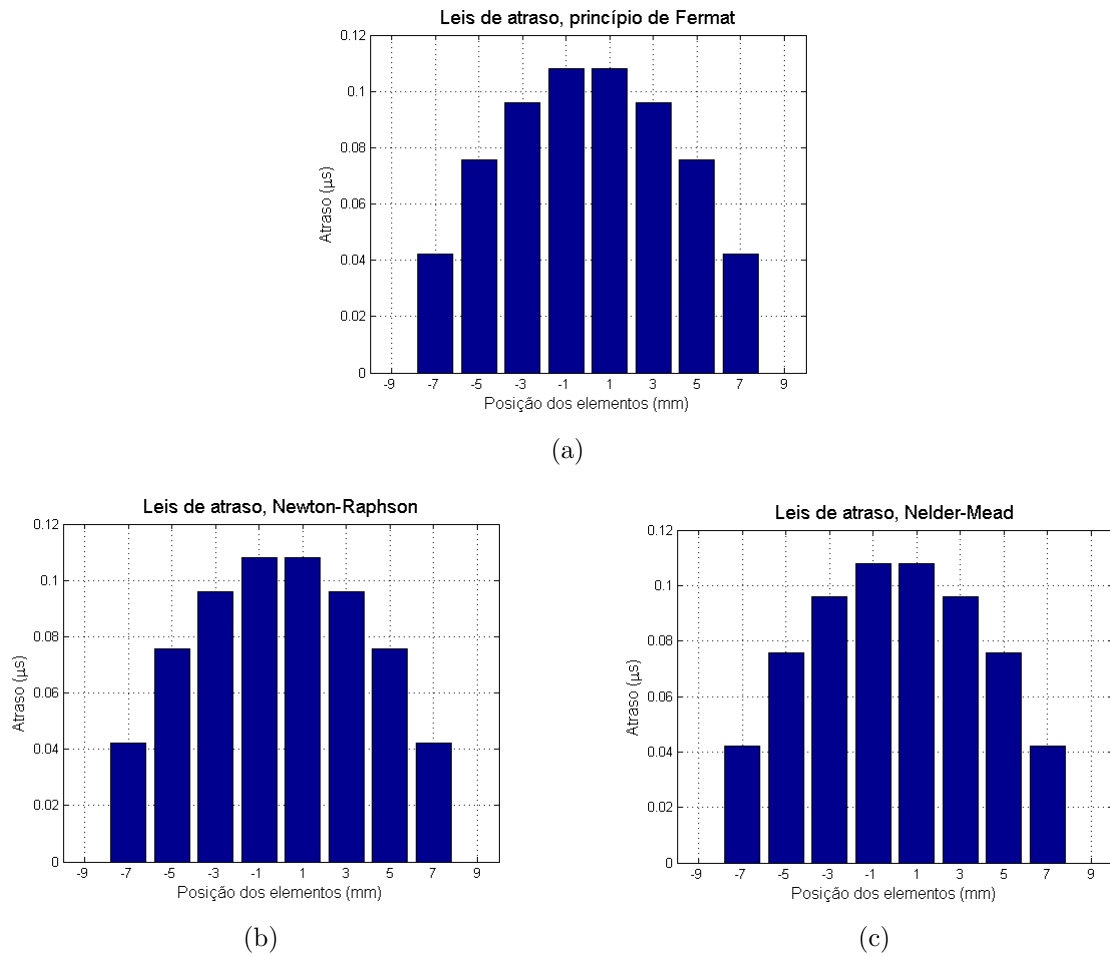 Leis de atraso, princípio de Fermat
0.12
0.1
0.08
0.06
0.04
0.02
0
Atraso (µs)
-9 -7 -5 -3 -1 1 3 5 7 9
Posição dos elementos (mm)
(a)
Leis de atraso, Newton-Raphson
0.12
0.1
0.08
0.06
0.04
0.02
0
Atraso (µs)
-9 -7 -5 -3 -1 1 3 5 7 9
Posição dos elementos (mm)
(b)
Leis de atraso, Nelder-Mead
0.12
0.1
0.08
0.06
0.04
0.02
0
Atraso (µs)
-9 -7 -5 -3 -1 1 3 5 7 9
Posição dos elementos (mm)
(c)